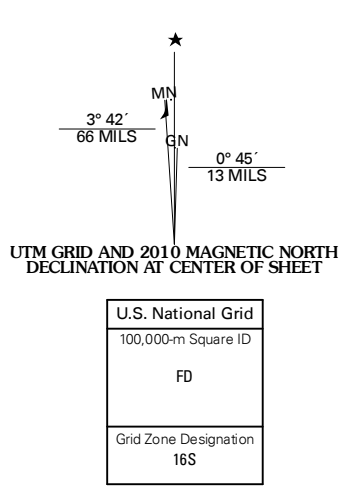 MN
3° 42´
66 MILS
GN
0° 45´
13 MILS
UTM GRID AND 2010 MAGNETIC NORTH
DECLINATION AT CENTER OF SHEET
U.S. National Grid
100,000-m Square ID
FD
Grid Zone Designation
16S